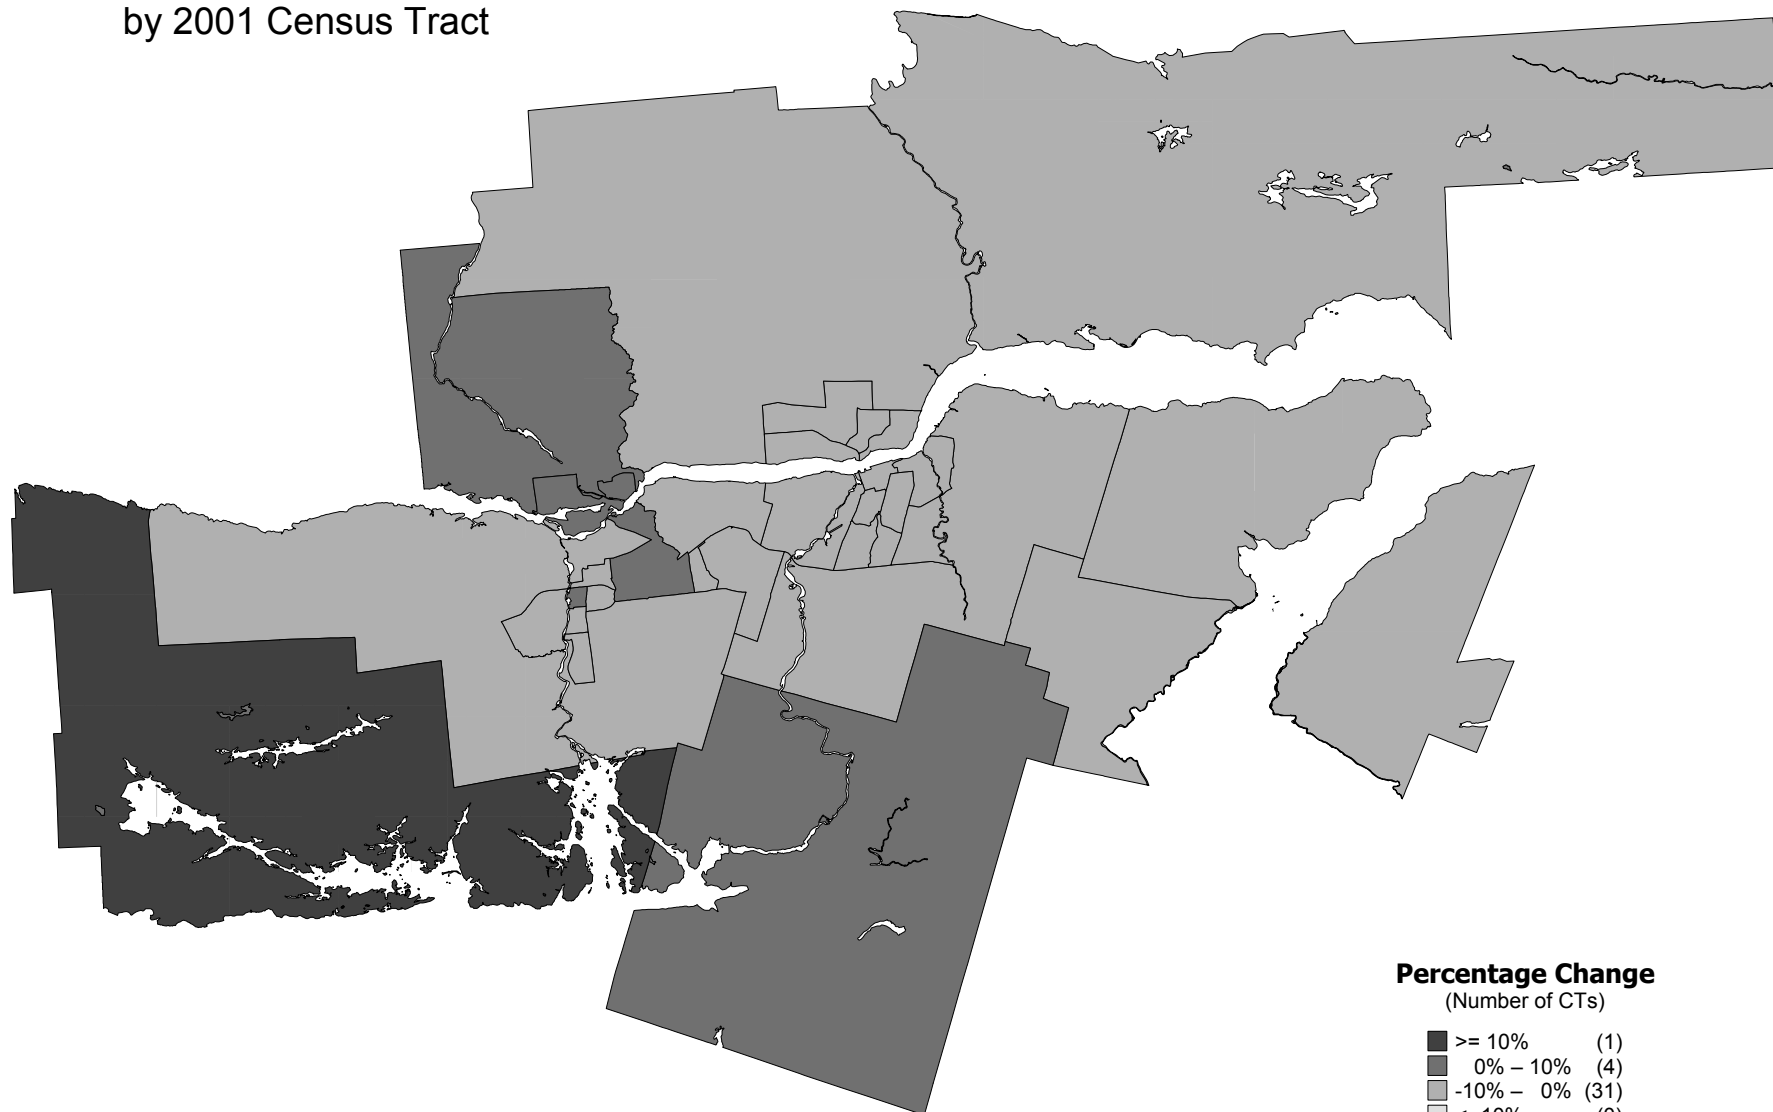 by 2001 Census Tract
Percentage Change
(Number of CTs)
>= 10% (1)
0% – 10% (4)
-10% – 0% (31)